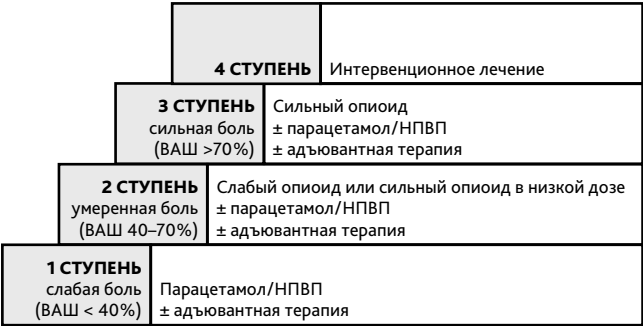 4 СТУПЕНЬ
Интервенционное лечение
3 СТУПЕНЬ
сильная боль
(ВАШ >70%)
Сильный опиоид
± парацетамол/НПВП
± адъювантная терапия
2 СТУПЕНЬ
умеренная боль
(ВАШ 40–70%)
Слабый опиоид или сильный опиоид в низкой дозе
± парацетамол/НПВП
± адъювантная терапия
1 СТУПЕНЬ
слабая боль
(ВАШ < 40%)
Парацетамол/НПВП
± адъювантная терапия